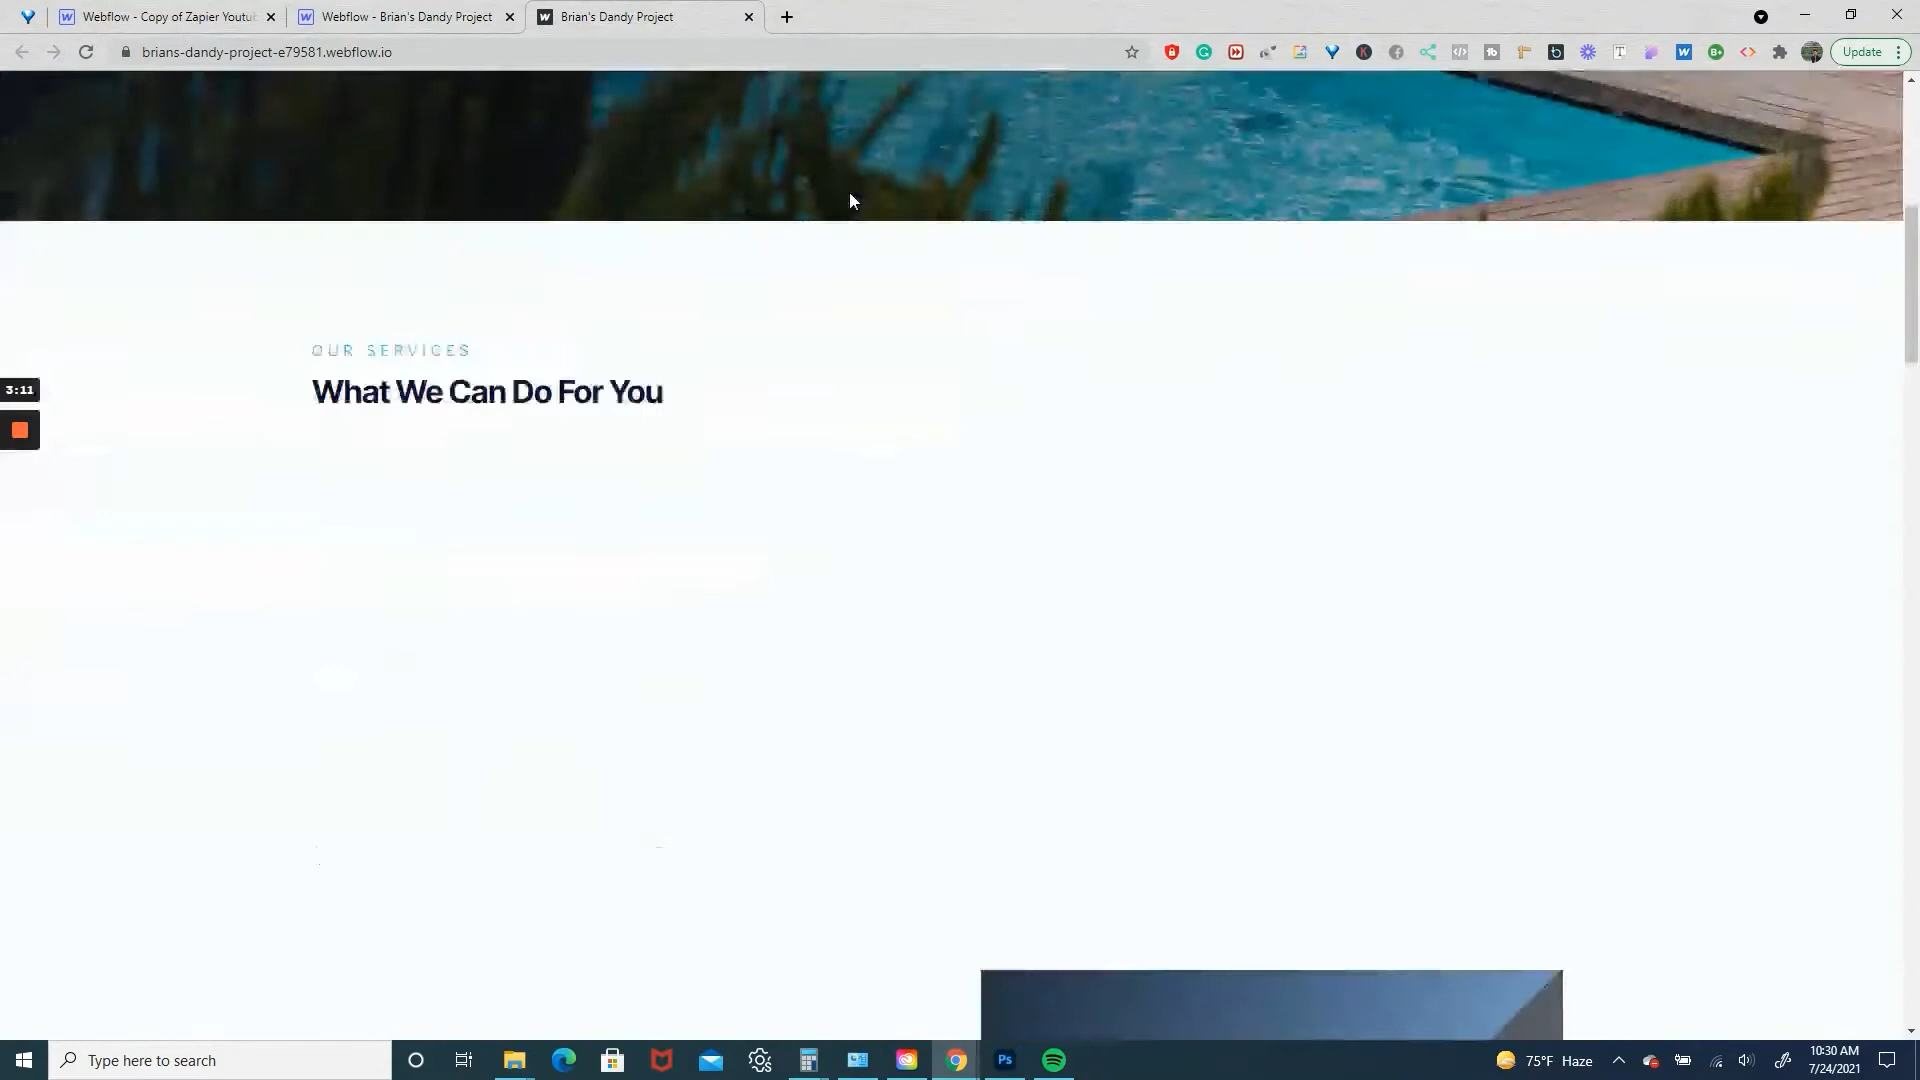 Webflow - Copy of Zapier Youtu
Webflow - Brian's Dandy Project
Brian's Dandy Project
brians-dandy-project-e79581.webflow.io
Update
OUR SERVICES
What We Can Do For You
3:11
Type here to search
Ps
75°F Haze
10:30 AM
7/24/2021